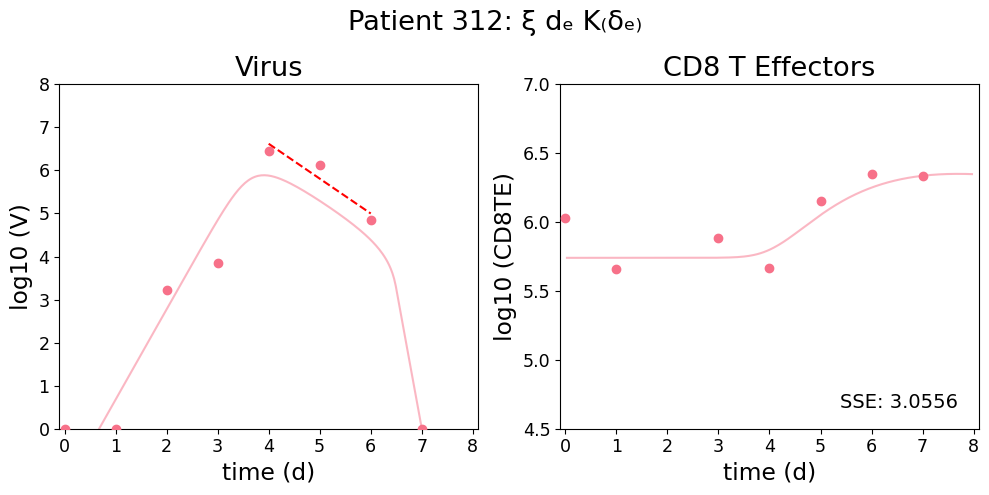 Patient 312: ξ dₑ K₍δₑ₎
Virus
CD8 T Effectors
log10 (V)
8
7
6
5
4
3
2
1
0
0 1 2 3 4 5 6 7 8
time (d)
log10 (CD8TE)
7.0
6.5
6.0
5.5
5.0
4.5
SSE: 3.0556
0 1 2 3 4 5 6 7 8
time (d)